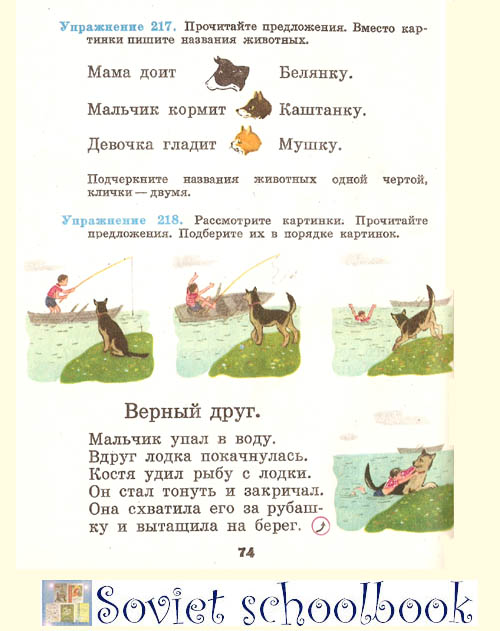 Упражнение 217. Прочитайте предложения. Вместо кар-
тинки пишите названия животных.
Мама доит Белянку.
Мальчик кормит Каштанку.
Девочка гладит Мушку.
Подчеркните названия животных одной чертой,
клички — двумя.
Упражнение 218. Рассмотрите картинки. Прочитайте
предложения. Подберите их в порядке картинок.
Верный друг.
Мальчик упал в воду.
Вдруг лодка покачнулась.
Костя удил рыбу с лодки.
Он стал тонуть и закричал.
Она схватила его за рубаш-
ку и вытащила на берег.
74
Soviet schoolbook